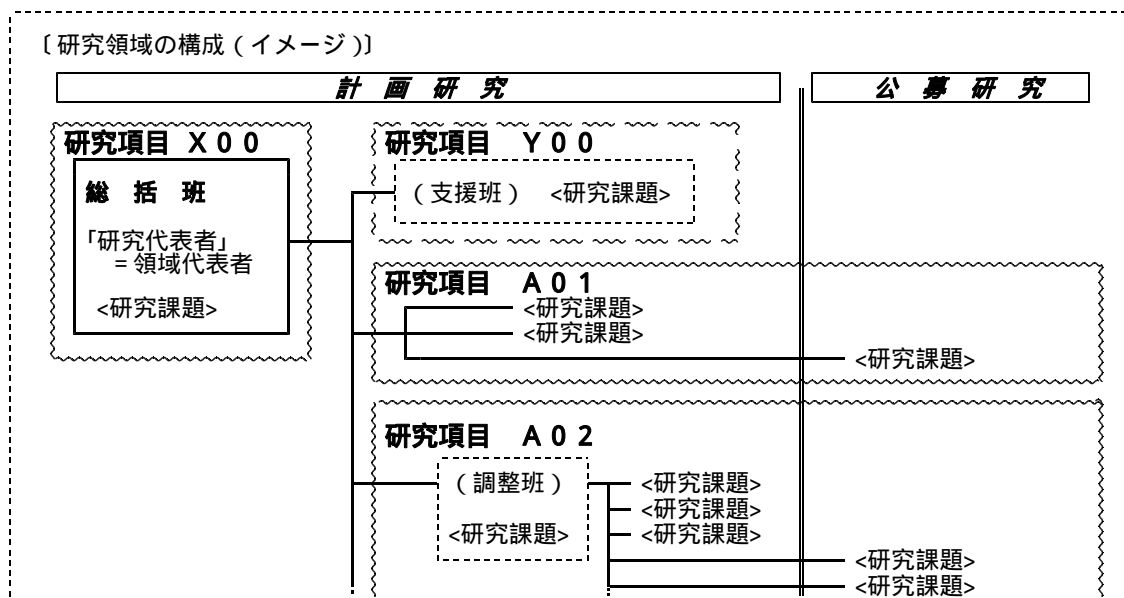 〔研究領域の構成(イメージ)〕
計 画 研 究
公 募 研 究
研究項目 X00
総 括 班
「研究代表者」
=領域代表者
<研究課題>
研究項目 Y00
(支援班) <研究課題>
研究項目 A01
<研究課題>
<研究課題>
<研究課題>
研究項目 A02
(調整班)
<研究課題>
<研究課題>
<研究課題>
<研究課題>
<研究課題>
<研究課題>